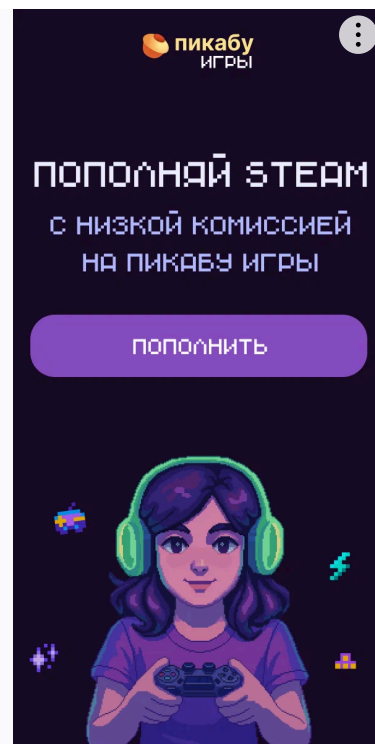 пикабу
ИГРЫ
ПОПОЛНЯЙ STEAM
С НИЗКОЙ КОМИССИЕЙ
НА ПИКАБУ ИГРЫ
ПОПОЛНИТЬ